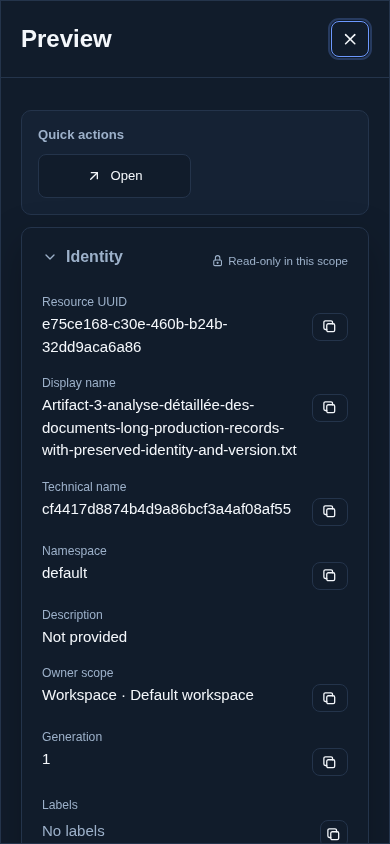 Preview
Quick actions
Open
Identity
Read-only in this scope
Resource UUID
e75ce168-c30e-460b-b24b-
32dd9aca6a86
Display name
Artifact-3-analyse-détaillée-des-
documents-long-production-records-
with-preserved-identity-and-version.txt
Technical name
cf4417d8874b4d9a86bcf3a4af08af55
Namespace
default
Description
Not provided
Owner scope
Workspace · Default workspace
Generation
1
Labels
No labels